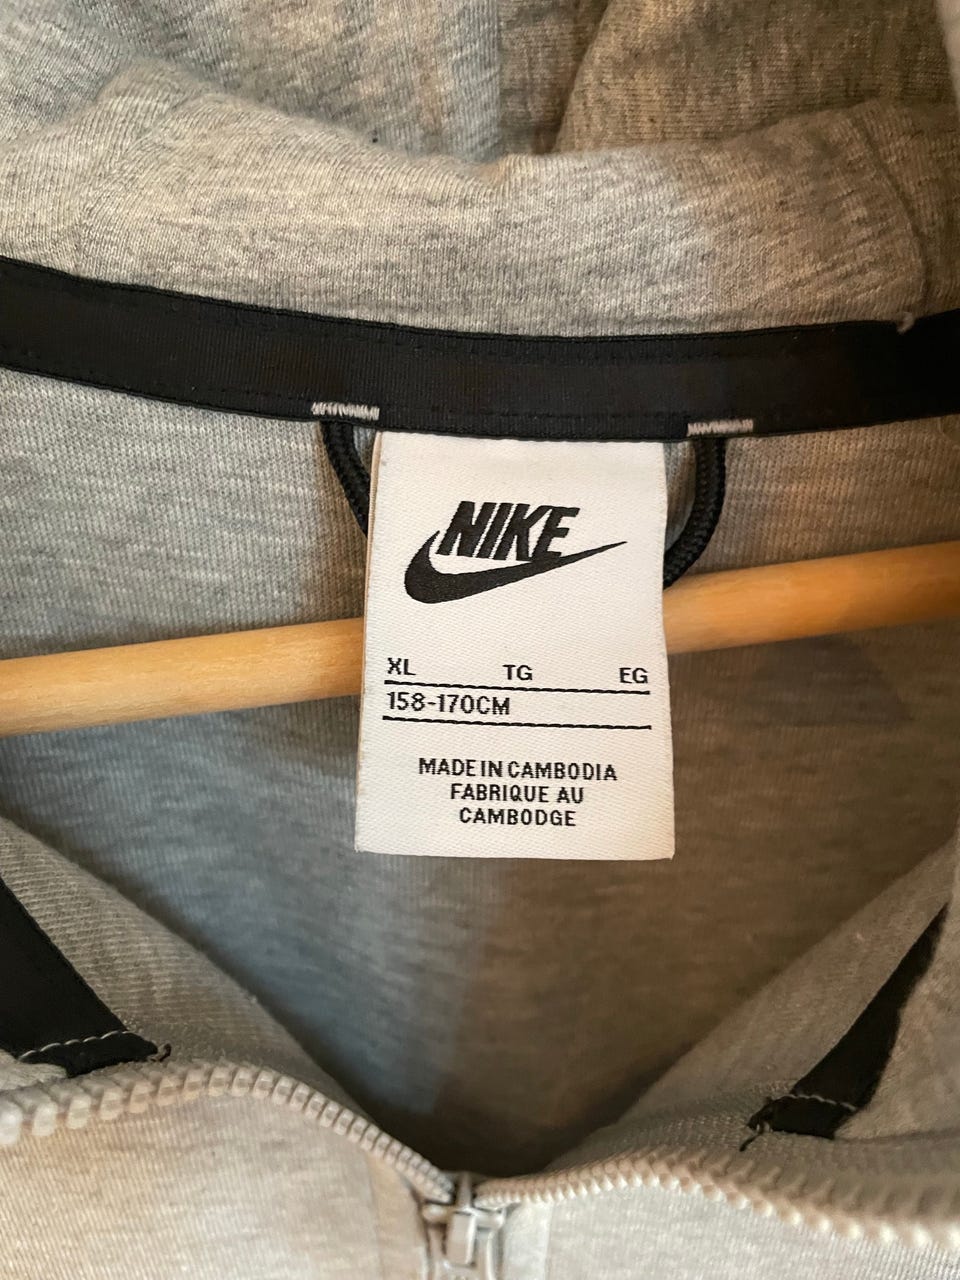 NIKE
XL TG EG
158-170CM
MADE IN CAMBODIA
FABRIQUE AU
CAMBODGE